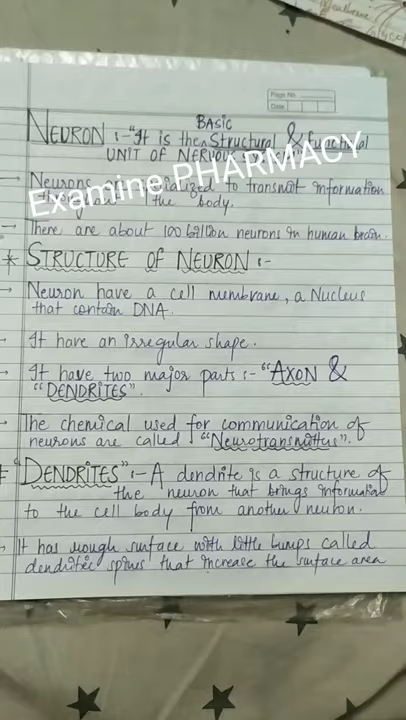 Page No.
Date
BASIC
NEURON :- "It is the Structural & functional
UNIT OF NERVOUS
Examine PHARMACY
→ Neurons to transmit information
throughout the body.
→ There are about 100 billion neurons in human brain.
* STRUCTURE OF NEURON :-
→ Neuron have a cell membrane, a Nucleus
that contain DNA.
→ It have an irregular shape.
→ It have two major parts :- "AXON &
"DENDRITES".
→ The chemical used for communication of
neurons are called "Neurotransmitters".
* "DENDRITES" :- A dendrite is a structure of
the neuron that brings information
to the cell body from another neuron.
→ It has rough surface with little bumps called
dendritic spines that increase the surface area